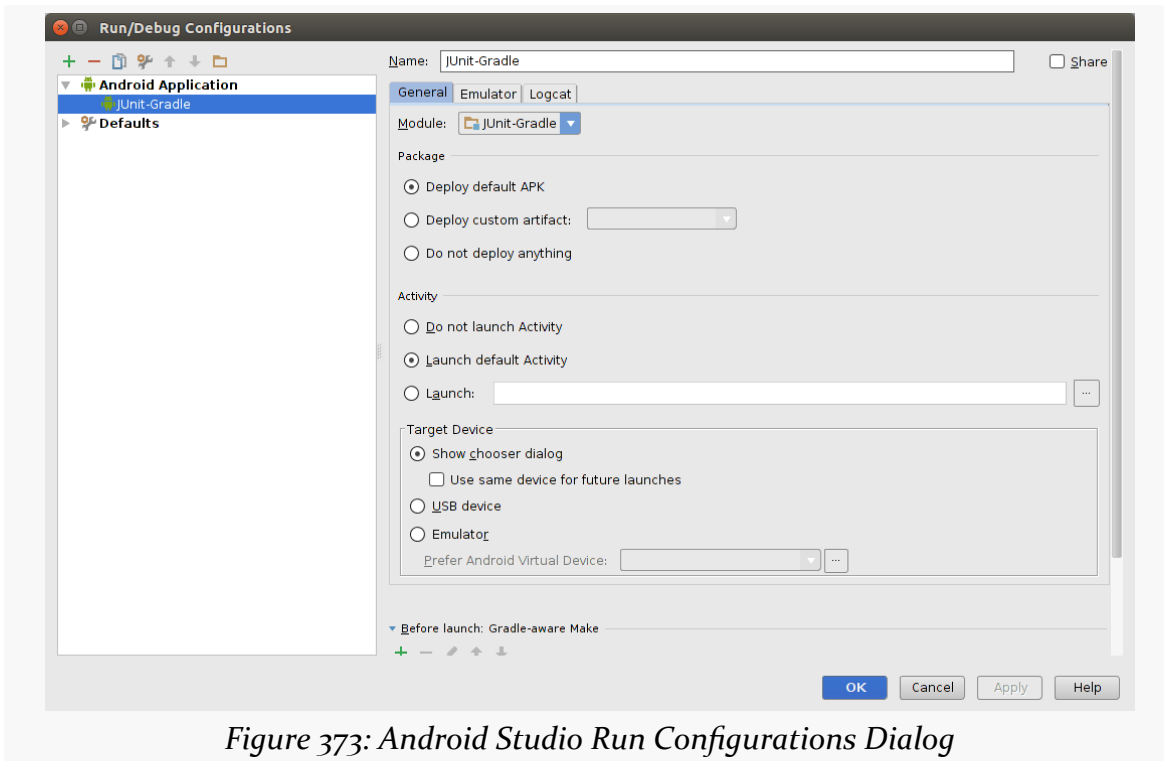 Run/Debug Configurations
Name: JUnit-Gradle
Share
Android Application
JUnit-Gradle
Defaults
General Emulator Logcat
Module: JUnit-Gradle
Package
Deploy default APK
Deploy custom artifact:
Do not deploy anything
Activity
Do not launch Activity
Launch default Activity
Launch:
...
Target Device
Show chooser dialog
Use same device for future launches
USB device
Emulator
Prefer Android Virtual Device:
...
Before launch: Gradle-aware Make
OK Cancel Apply Help
Figure 373: Android Studio Run Configurations Dialog